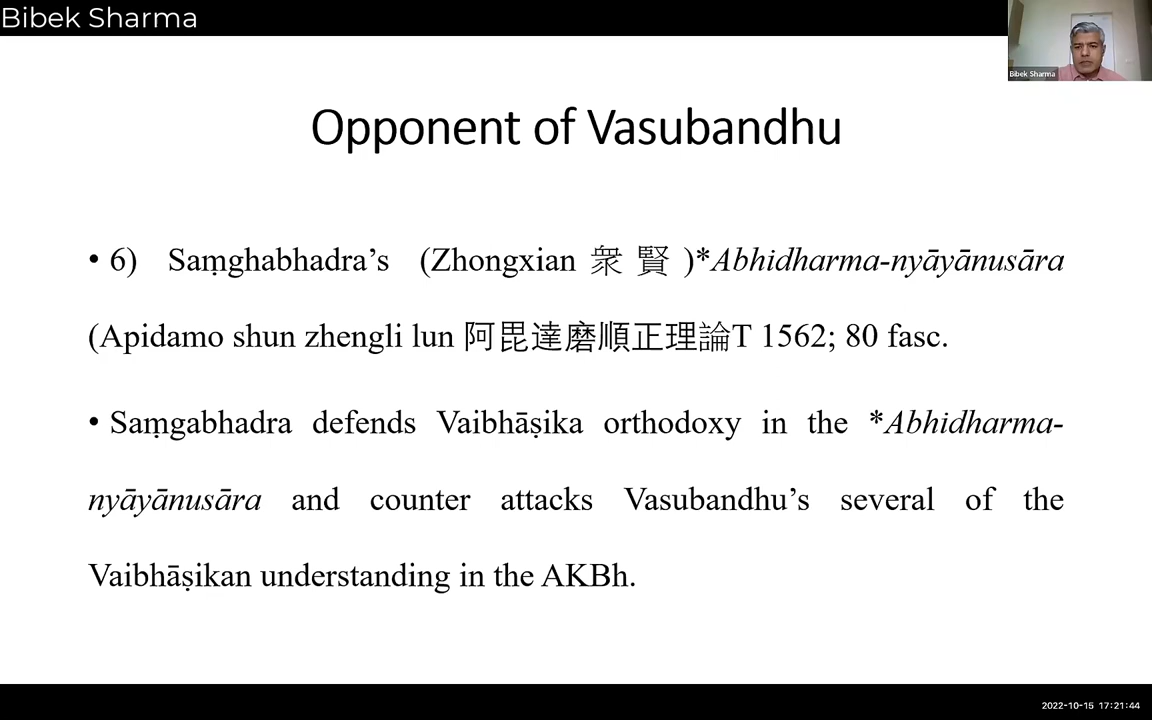 Bibek Sharma
Bibek Sharma
Opponent of Vasubandhu
• 6) Saṃghabhadra’s (Zhongxian 衆 賢 )*Abhidharma-nyāyānusāra
(Apidamo shun zhengli lun 阿毘達磨順正理論T 1562; 80 fasc.
• Saṃgabhadra defends Vaibhāṣika orthodoxy in the *Abhidharma-
nyāyānusāra and counter attacks Vasubandhu’s several of the
Vaibhāṣikan understanding in the AKBh.
2022-10-15 17:21:44